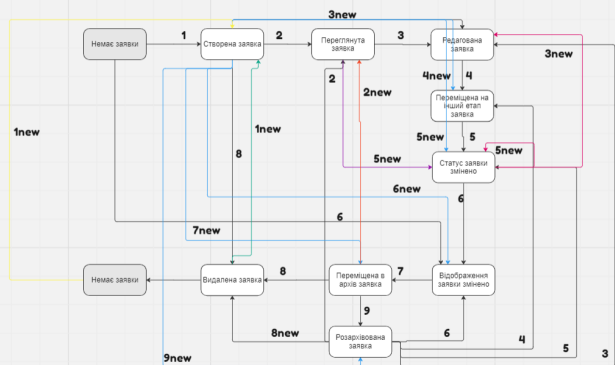 3new
Немає заявки
1
Створена заявка
2
Переглянута
заявка
3
Редагована
заявка
3new
4new
4
2
2new
Переміщена на
інший етап
заявка
1new
1new
5new
5
5new
8
5new
Статус заявки
змінено
6new
6
6
7new
Немає заявки
Видалена заявка
8
Переміщена в
архів заявка
7
Відображення
заявки змінено
9
8new
Розархівована
заявка
6
4
5
3
9new